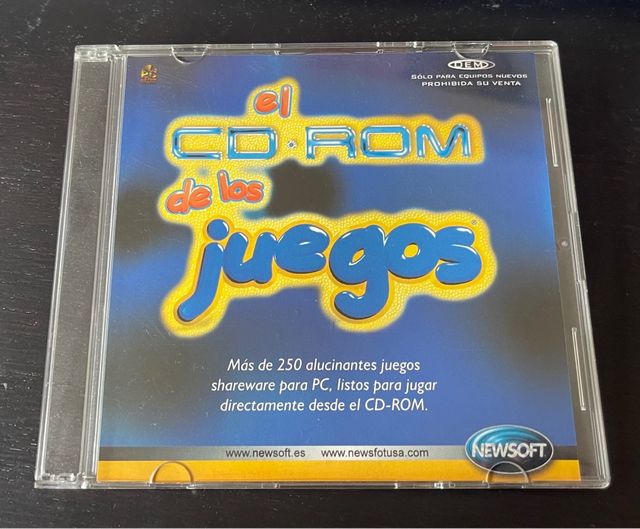 OEM
SÓLO PARA EQUIPOS NUEVOS
PROHIBIDA SU VENTA
el
CD·ROM
de los
juegos
Más de 250 alucinantes juegos
shareware para PC, listos para jugar
directamente desde el CD-ROM.
www.newsoft.es www.newsfotusa.com
NEWSOFT